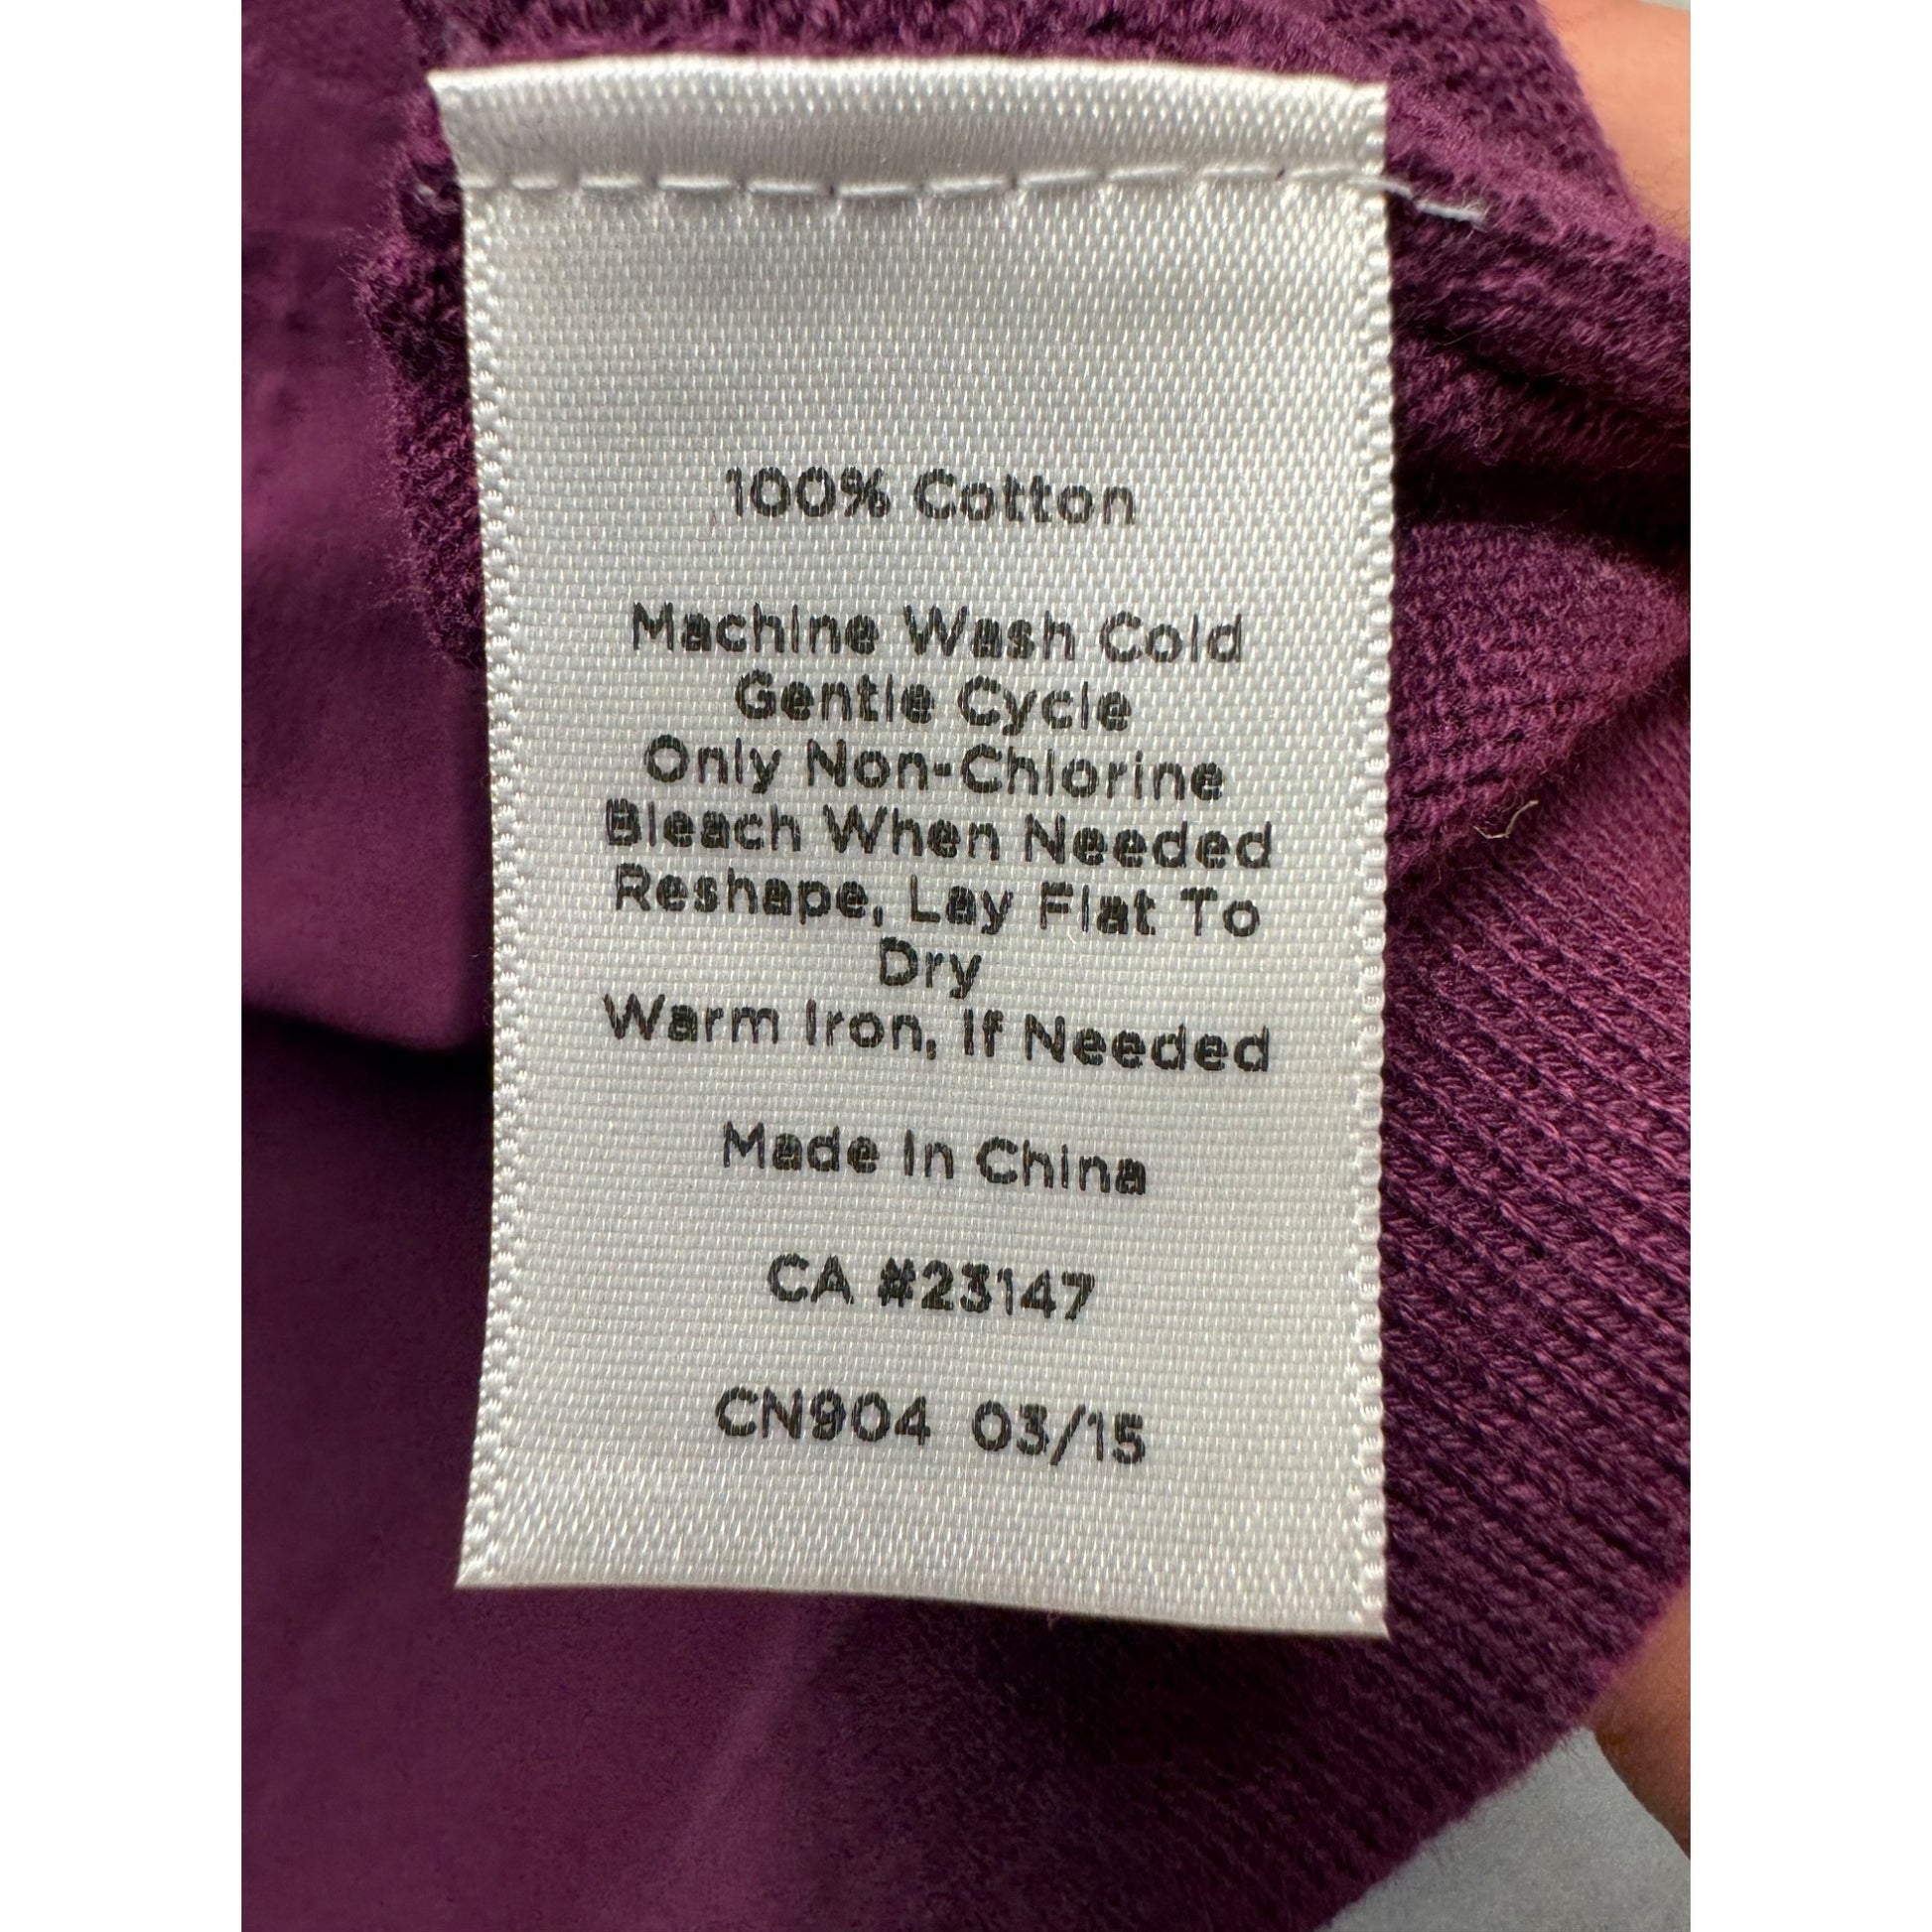 100% Cotton
Machine Wash Cold
Gentle Cycle
Only Non-Chlorine
Bleach When Needed
Reshape, Lay Flat To
Dry
Warm Iron, If Needed
Made In China
CA #23147
CN904 03/15